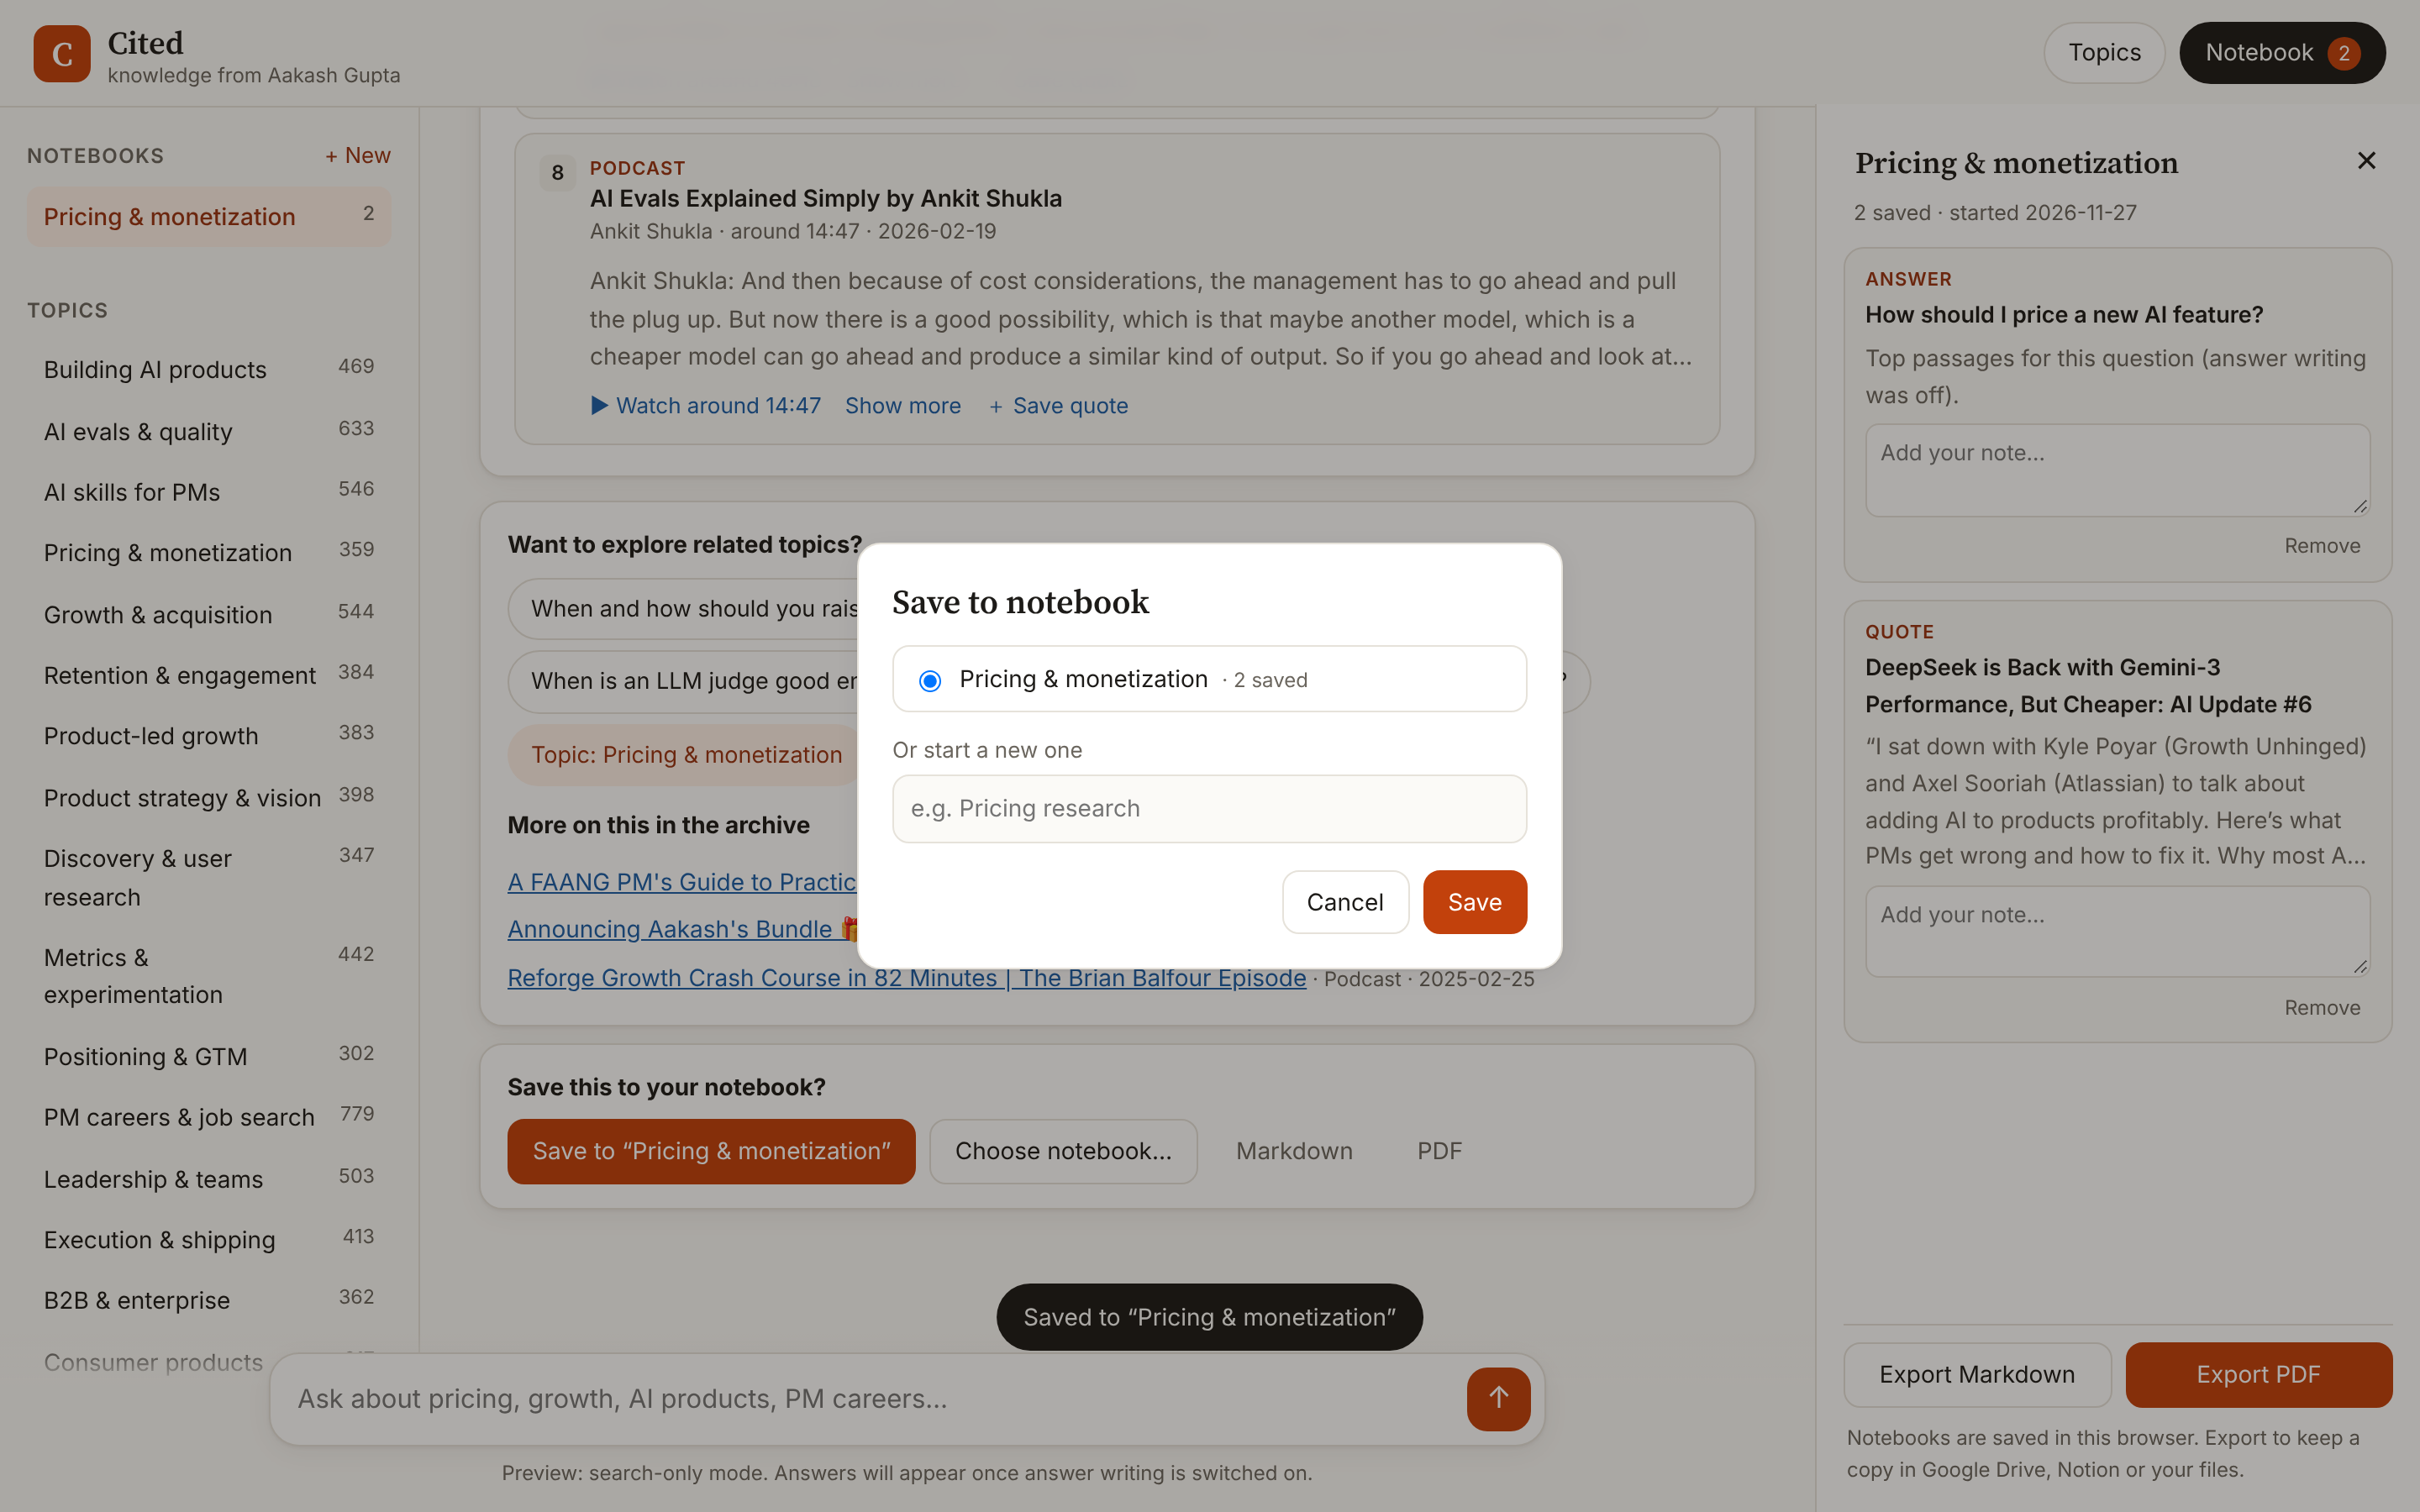 C
Cited
knowledge from Aakash Gupta
Topics
Notebook 2
NOTEBOOKS
+ New
Pricing & monetization 2
TOPICS
Building AI products 469
AI evals & quality 633
AI skills for PMs 546
Pricing & monetization 359
Growth & acquisition 544
Retention & engagement 384
Product-led growth 383
Product strategy & vision 398
Discovery & user
research 347
Metrics &
experimentation 442
Positioning & GTM 302
PM careers & job search 779
Leadership & teams 503
Execution & shipping 413
B2B & enterprise 362
Consumer products
8
PODCAST
AI Evals Explained Simply by Ankit Shukla
Ankit Shukla · around 14:47 · 2026-02-19
Ankit Shukla: And then because of cost considerations, the management has to go ahead and pull
the plug up. But now there is a good possibility, which is that maybe another model, which is a
cheaper model can go ahead and produce a similar kind of output. So if you go ahead and look at...
▶ Watch around 14:47 Show more + Save quote
Want to explore related topics?
When and how should you rais
When is an LLM judge good er
Topic: Pricing & monetization
More on this in the archive
A FAANG PM's Guide to Practic
Announcing Aakash's Bundle 🎁
Reforge Growth Crash Course in 82 Minutes | The Brian Balfour Episode · Podcast · 2025-02-25
Save this to your notebook?
Save to “Pricing & monetization” Choose notebook... Markdown PDF
Save to notebook
Pricing & monetization · 2 saved
Or start a new one
e.g. Pricing research
Cancel Save
Saved to “Pricing & monetization”
Ask about pricing, growth, AI products, PM careers...
Preview: search-only mode. Answers will appear once answer writing is switched on.
Pricing & monetization ×
2 saved · started 2026-11-27
ANSWER
How should I price a new AI feature?
Top passages for this question (answer writing
was off).
Add your note...
Remove
QUOTE
DeepSeek is Back with Gemini-3
Performance, But Cheaper: AI Update #6
“I sat down with Kyle Poyar (Growth Unhinged)
and Axel Sooriah (Atlassian) to talk about
adding AI to products profitably. Here’s what
PMs get wrong and how to fix it. Why most A...
Add your note...
Remove
Export Markdown Export PDF
Notebooks are saved in this browser. Export to keep a
copy in Google Drive, Notion or your files.